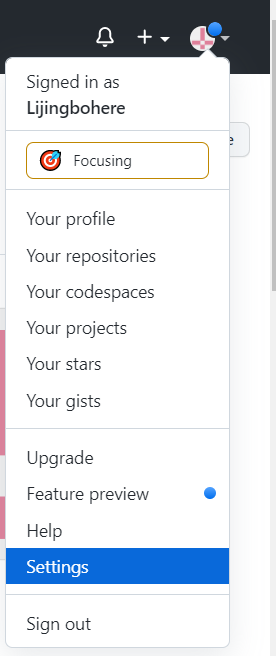 Signed in as
Lijingbohere
Focusing
Your profile
Your repositories
Your codespaces
Your projects
Your stars
Your gists
Upgrade
Feature preview
Help
Settings
Sign out